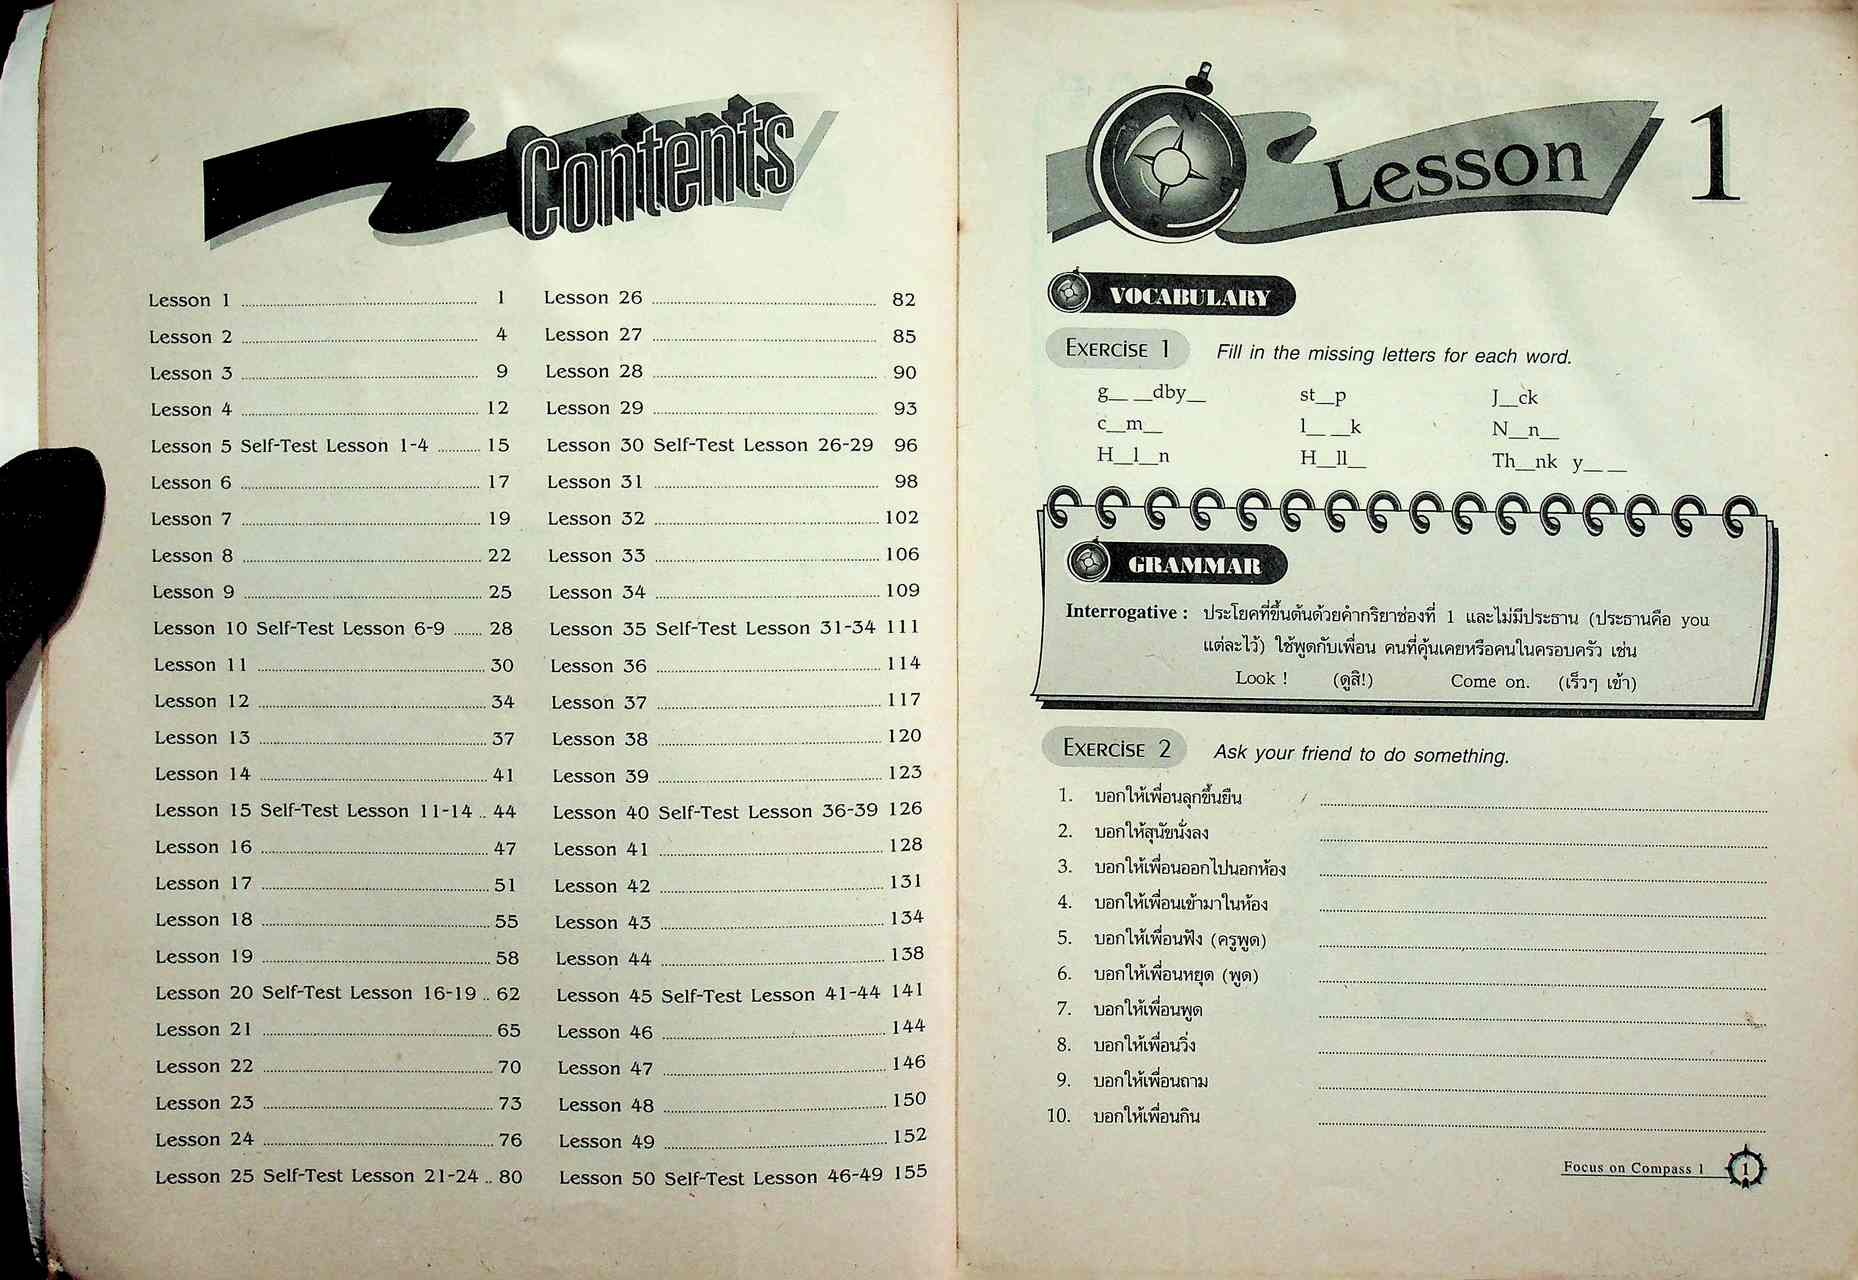 Contents
Lesson 1 ........ 1
Lesson 2 ........ 4
Lesson 3 ........ 9
Lesson 4 ........ 12
Lesson 5 Self-Test Lesson 1-4 ........ 15
Lesson 6 ........ 17
Lesson 7 ........ 19
Lesson 8 ........ 22
Lesson 9 ........ 25
Lesson 10 Self-Test Lesson 6-9 ........ 28
Lesson 11 ........ 30
Lesson 12 ........ 34
Lesson 13 ........ 37
Lesson 14 ........ 41
Lesson 15 Self-Test Lesson 11-14 .. 44
Lesson 16 ........ 47
Lesson 17 ........ 51
Lesson 18 ........ 55
Lesson 19 ........ 58
Lesson 20 Self-Test Lesson 16-19 .. 62
Lesson 21 ........ 65
Lesson 22 ........ 70
Lesson 23 ........ 73
Lesson 24 ........ 76
Lesson 25 Self-Test Lesson 21-24 .. 80
Lesson 26 ........ 82
Lesson 27 ........ 85
Lesson 28 ........ 90
Lesson 29 ........ 93
Lesson 30 Self-Test Lesson 26-29 96
Lesson 31 ........ 98
Lesson 32 ........ 102
Lesson 33 ........ 106
Lesson 34 ........ 109
Lesson 35 Self-Test Lesson 31-34 111
Lesson 36 ........ 114
Lesson 37 ........ 117
Lesson 38 ........ 120
Lesson 39 ........ 123
Lesson 40 Self-Test Lesson 36-39 126
Lesson 41 ........ 128
Lesson 42 ........ 131
Lesson 43 ........ 134
Lesson 44 ........ 138
Lesson 45 Self-Test Lesson 41-44 141
Lesson 46 ........ 144
Lesson 47 ........ 146
Lesson 48 ........ 150
Lesson 49 ........ 152
Lesson 50 Self-Test Lesson 46-49 155
Lesson 1
VOCABULARY
EXERCISE 1 Fill in the missing letters for each word.
g_ _dby_ st_p J_ck
c_m_ l_ _k N_n_
H_l_n H_ll_ Th_nk y_ _
GRAMMAR
Interrogative : ประโยคที่ขึ้นต้นด้วยคำกริยาช่องที่ 1 และไม่มีประธาน (ประธานคือ you
แต่ละไว้) ใช้พูดกับเพื่อน คนที่คุ้นเคยหรือคนในครอบครัว เช่น
Look ! (ดูสิ!) Come on. (เร็วๆ เข้า)
EXERCISE 2 Ask your friend to do something.
1. บอกให้เพื่อนลุกขึ้นยืน ........
2. บอกให้สุนัขนั่งลง ........
3. บอกให้เพื่อนออกไปนอกห้อง ........
4. บอกให้เพื่อนเข้ามาในห้อง ........
5. บอกให้เพื่อนฟัง (ครูพูด) ........
6. บอกให้เพื่อนหยุด (พูด) ........
7. บอกให้เพื่อนพูด ........
8. บอกให้เพื่อนวิ่ง ........
9. บอกให้เพื่อนถาม ........
10. บอกให้เพื่อนกิน ........
Focus on Compass 1 1